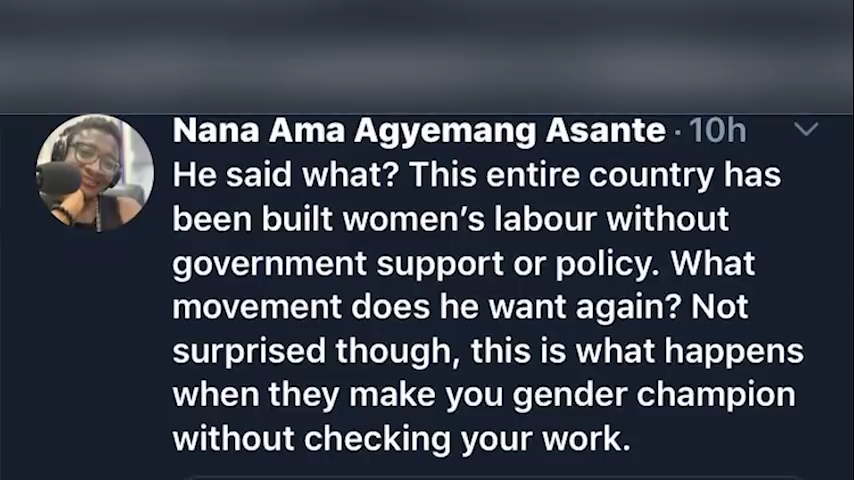 Nana Ama Agyemang Asante · 10h
He said what? This entire country has
been built women's labour without
government support or policy. What
movement does he want again? Not
surprised though, this is what happens
when they make you gender champion
without checking your work.